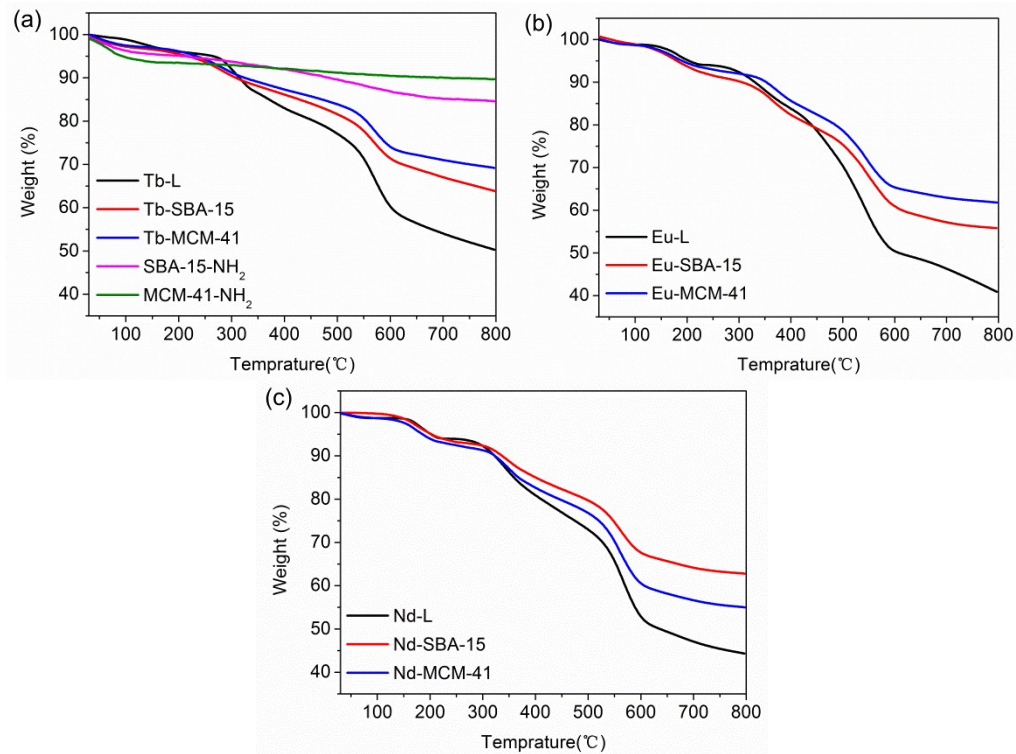 (a)
100
90
80
70
60
50
40
Weight (%)
Tb-L
Tb-SBA-15
Tb-MCM-41
SBA-15-NH₂
MCM-41-NH₂
100 200 300 400 500 600 700 800
Temprature(℃)
(b)
100
90
80
70
60
50
40
Weight (%)
Eu-L
Eu-SBA-15
Eu-MCM-41
100 200 300 400 500 600 700 800
Temprature(℃)
(c)
100
90
80
70
60
50
40
Weight (%)
Nd-L
Nd-SBA-15
Nd-MCM-41
100 200 300 400 500 600 700 800
Temprature(℃)